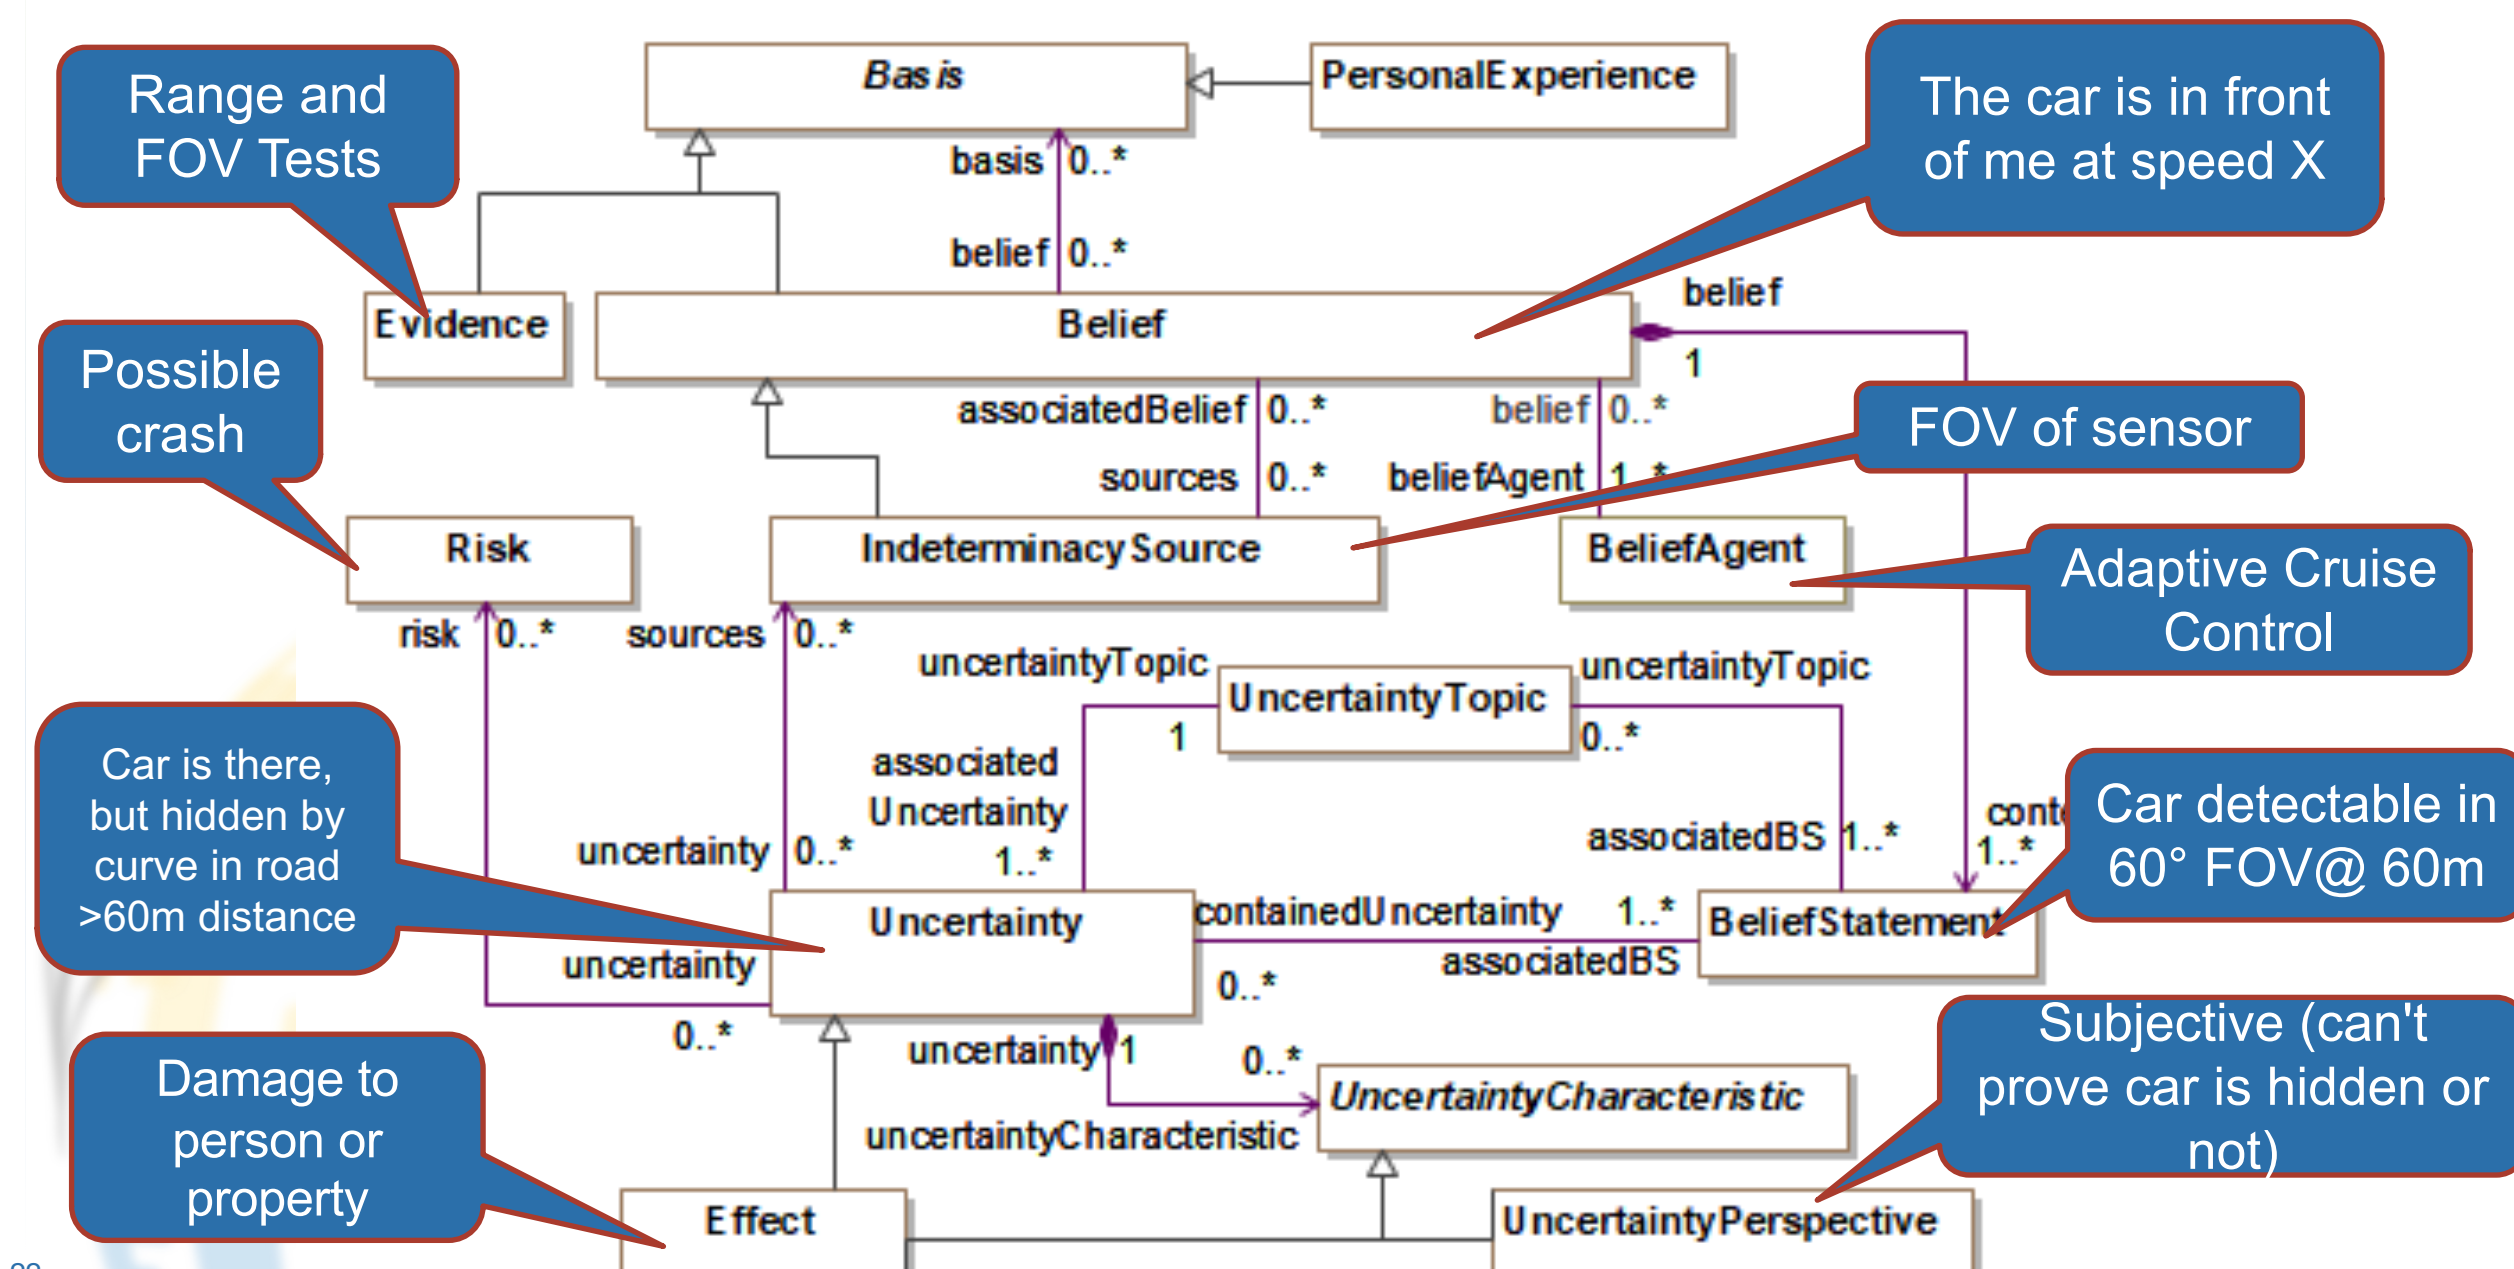 Range and
FOV Tests
Basis
PersonalExperience
The car is in front
of me at speed X
basis 0..*
belief 0..*
belief
1
Evidence
Belief
Possible
crash
associatedBelief 0..*
belief 0..*
FOV of sensor
sources 0..*
beliefAgent 1..*
Risk
IndeterminacySource
BeliefAgent
Adaptive Cruise
Control
risk 0..*
sources 0..*
uncertaintyTopic
1
UncertaintyTopic
uncertaintyTopic
0..*
Car is there,
but hidden by
curve in road
>60m distance
associated
Uncertainty
1..*
uncertainty 0..*
associatedBS 1..*
1..*
Car detectable in
60° FOV@ 60m
Uncertainty
containedUncertainty 1..*
BeliefStatement
uncertainty
0..*
associatedBS
0..*
Damage to
person or
property
uncertainty 1
0..*
uncertaintyCharacteristic
UncertaintyCharacteristic
Subjective (can't
prove car is hidden or
not)
Effect
UncertaintyPerspective